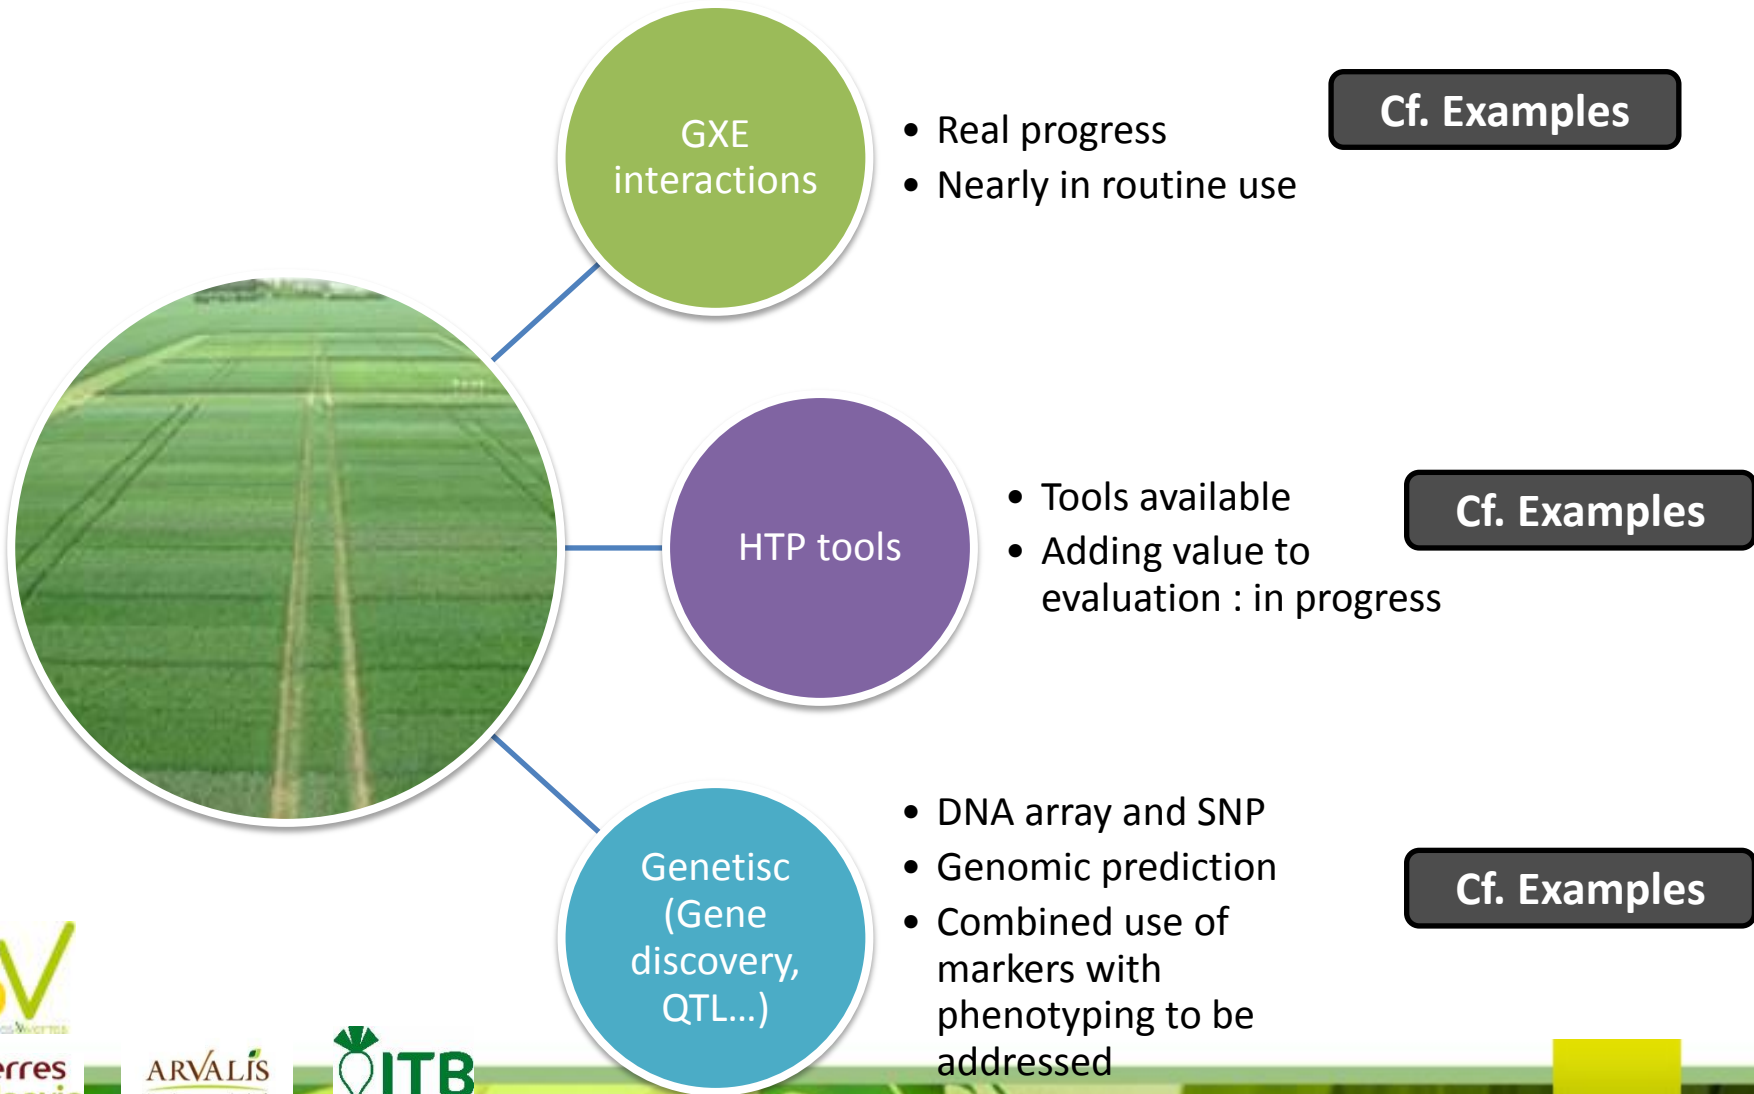 GXE
interactions
• Real progress
• Nearly in routine use
Cf. Examples
HTP tools
• Tools available
• Adding value to
evaluation : in progress
Cf. Examples
Genetisc
(Gene
discovery,
QTL...)
• DNA array and SNP
• Genomic prediction
• Combined use of
markers with
phenotyping to be
addressed
Cf. Examples
ARVALIS
ITB